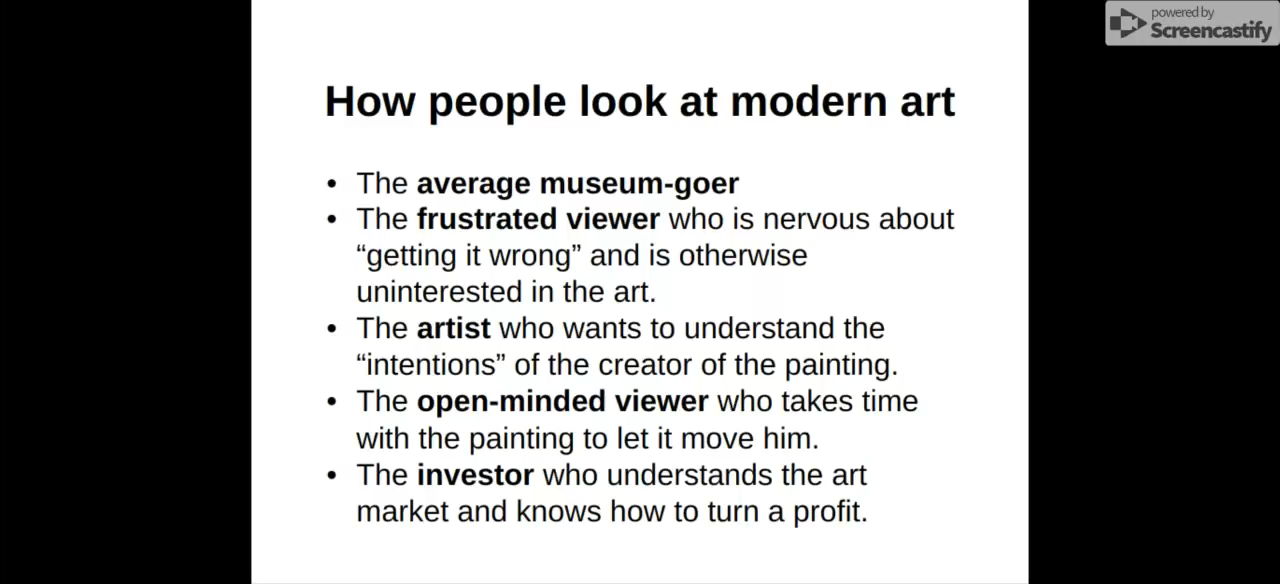 powered by
Screencastify
How people look at modern art
• The average museum-goer
• The frustrated viewer who is nervous about
“getting it wrong” and is otherwise
uninterested in the art.
• The artist who wants to understand the
“intentions” of the creator of the painting.
• The open-minded viewer who takes time
with the painting to let it move him.
• The investor who understands the art
market and knows how to turn a profit.